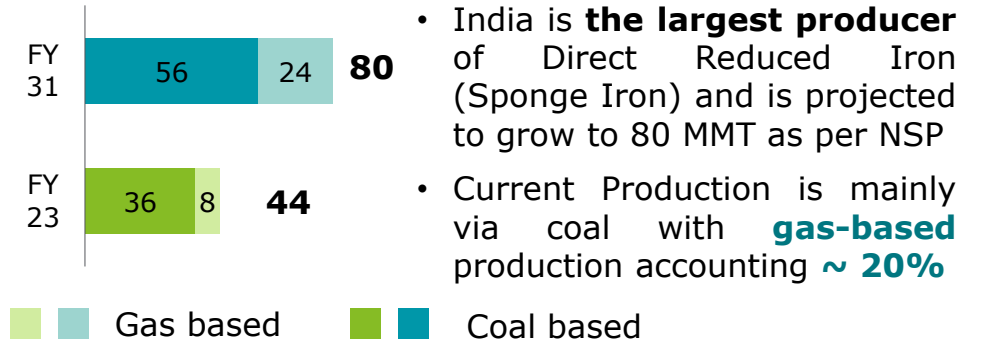 FY
31
56
24
80
FY
23
36
8
44
• India is the largest producer
of Direct Reduced Iron
(Sponge Iron) and is projected
to grow to 80 MMT as per NSP
• Current Production is mainly
via coal with gas-based
production accounting ~ 20%
Gas based
Coal based